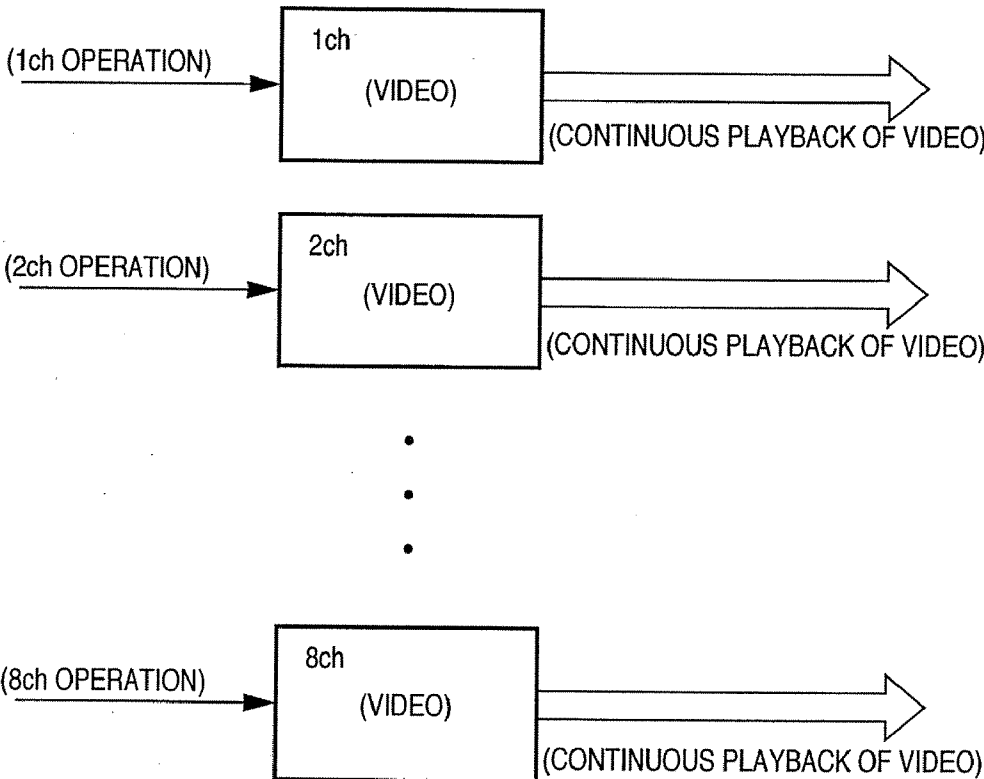 1ch
(1ch OPERATION)
(VIDEO)
(CONTINUOUS PLAYBACK OF VIDEO)
2ch
(2ch OPERATION)
(VIDEO)
(CONTINUOUS PLAYBACK OF VIDEO)
8ch
(8ch OPERATION)
(VIDEO)
(CONTINUOUS PLAYBACK OF VIDEO)